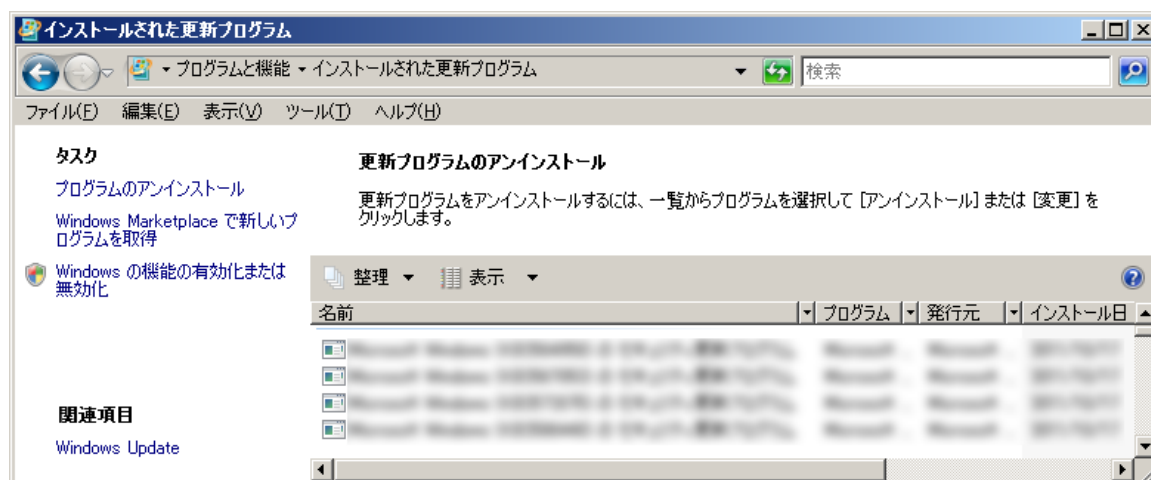 インストールされた更新プログラム
プログラムと機能 インストールされた更新プログラム 検索
ファイル(F) 編集(E) 表示(V) ツール(T) ヘルプ(H)
タスク
プログラムのアンインストール
Windows Marketplace で新しいプ
ログラムを取得
Windows の機能の有効化または
無効化
関連項目
Windows Update
更新プログラムのアンインストール
更新プログラムをアンインストールするには、一覧からプログラムを選択して [アンインストール] または [変更] を
クリックします。
整理 表示
名前 プログラム 発行元 インストール日